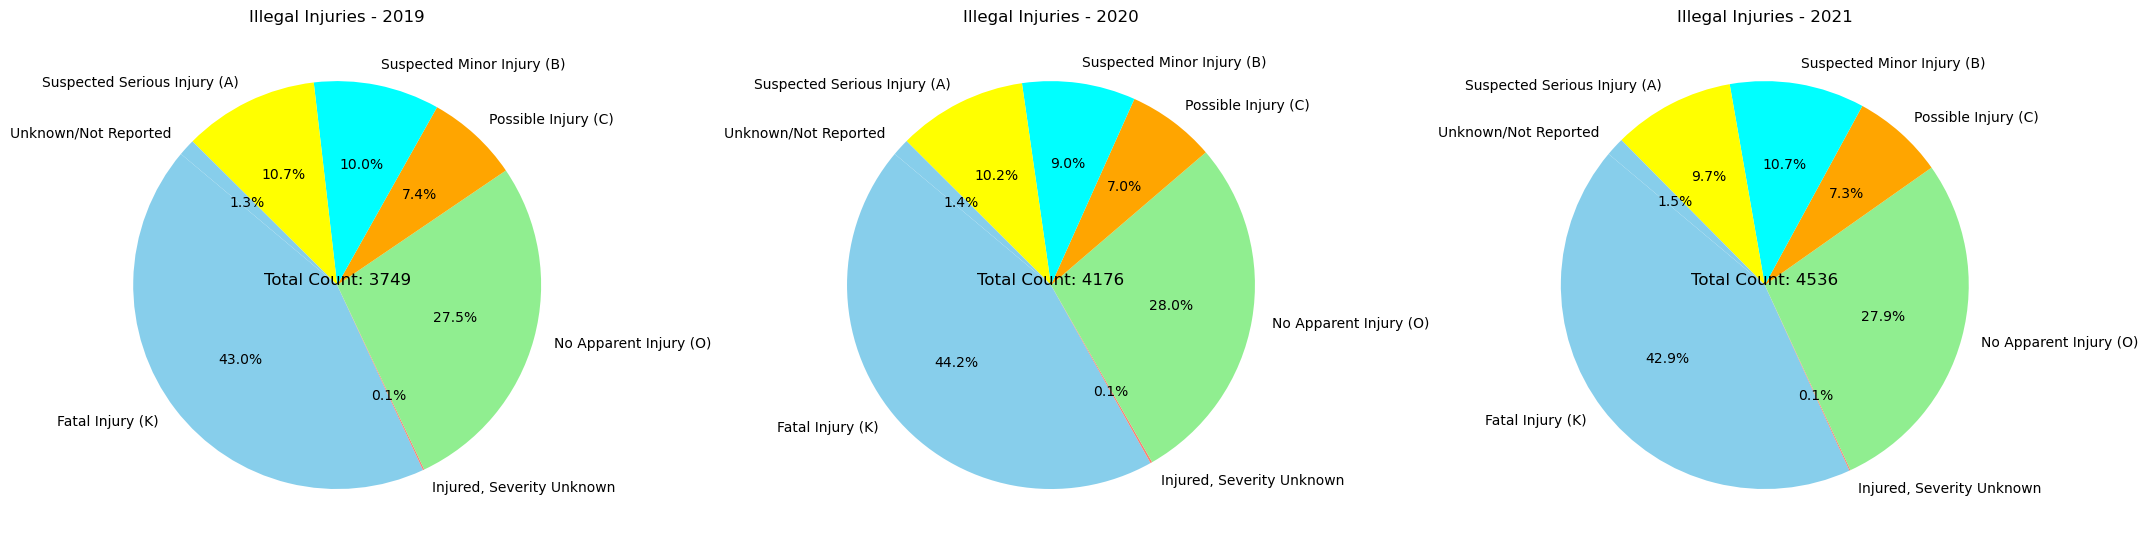 Illegal Injuries - 2019
Suspected Minor Injury (B)
Suspected Serious Injury (A)
Possible Injury (C)
Unknown/Not Reported
10.0%
10.7%
7.4%
1.3%
Total Count: 3749
27.5%
No Apparent Injury (O)
43.0%
0.1%
Fatal Injury (K)
Injured, Severity Unknown
Illegal Injuries - 2020
Suspected Minor Injury (B)
Suspected Serious Injury (A)
Possible Injury (C)
Unknown/Not Reported
9.0%
10.2%
7.0%
1.4%
Total Count: 4176
28.0%
No Apparent Injury (O)
44.2%
0.1%
Fatal Injury (K)
Injured, Severity Unknown
Illegal Injuries - 2021
Suspected Minor Injury (B)
Suspected Serious Injury (A)
Possible Injury (C)
Unknown/Not Reported
10.7%
9.7%
7.3%
1.5%
Total Count: 4536
27.9%
No Apparent Injury (O)
42.9%
0.1%
Fatal Injury (K)
Injured, Severity Unknown